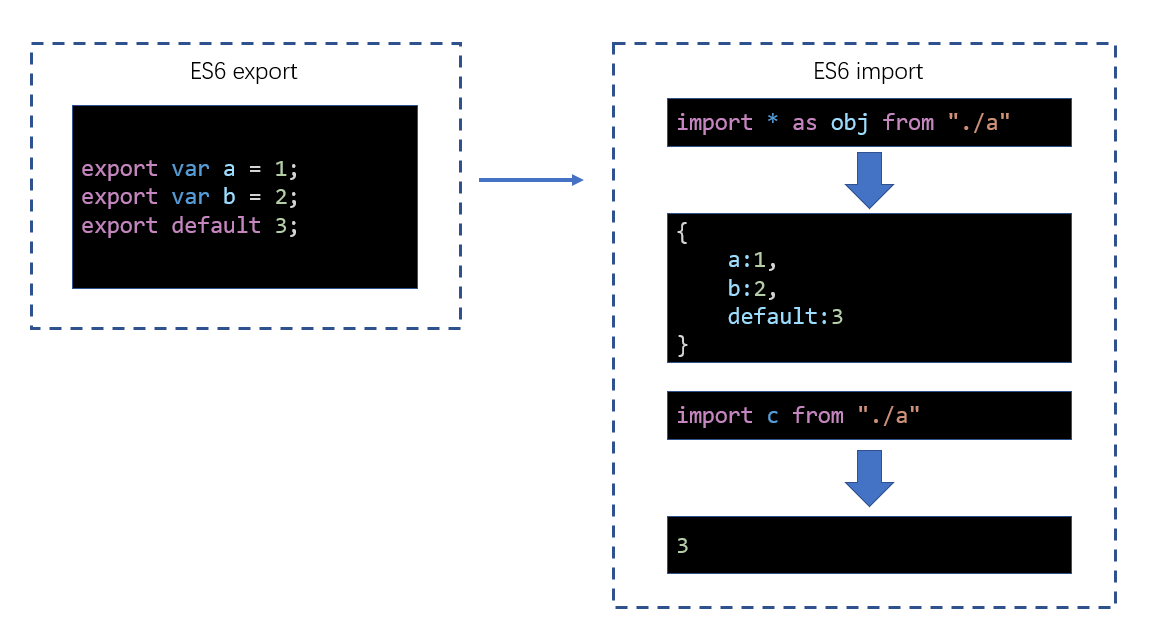 ES6 export
export var a = 1;
export var b = 2;
export default 3;
ES6 import
import * as obj from "./a"
{
    a:1,
    b:2,
    default:3
}
import c from "./a"
3